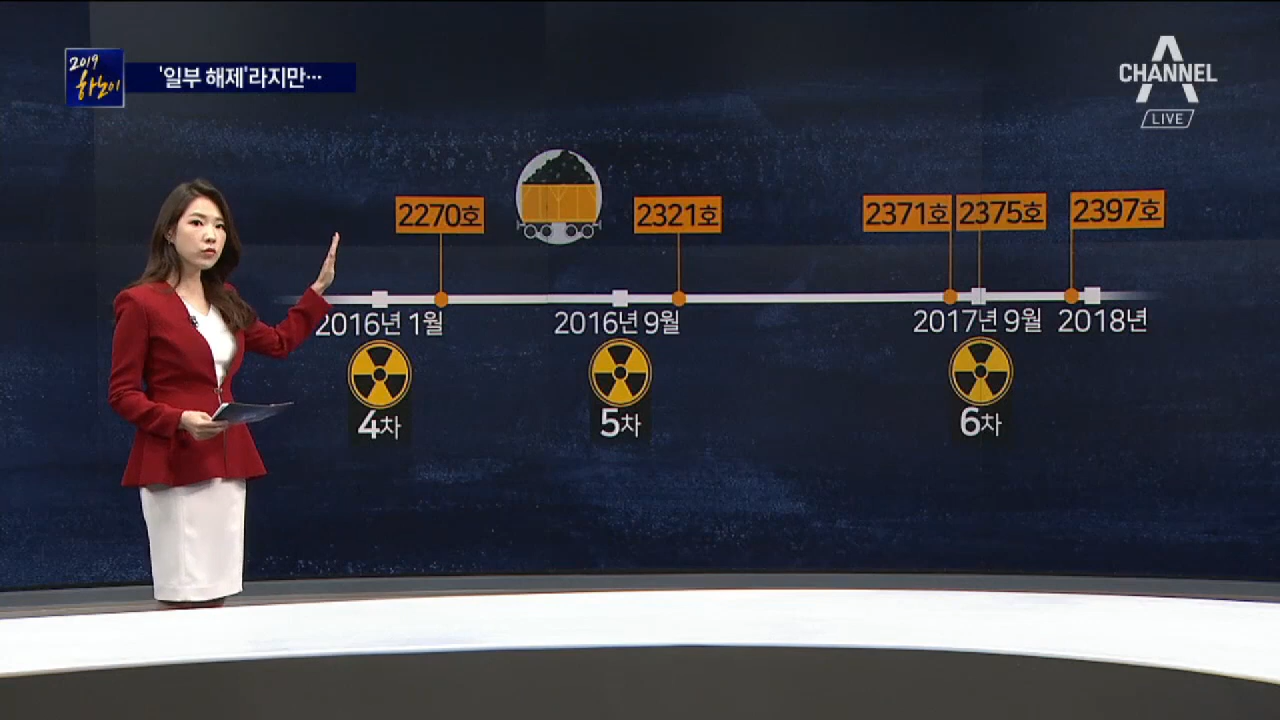 2019
하노이
'일부 해제'라지만…
CHANNEL A
LIVE
2270호
2321호
2371호
2375호
2397호
2016년 1월
2016년 9월
2017년 9월
2018년
4차
5차
6차